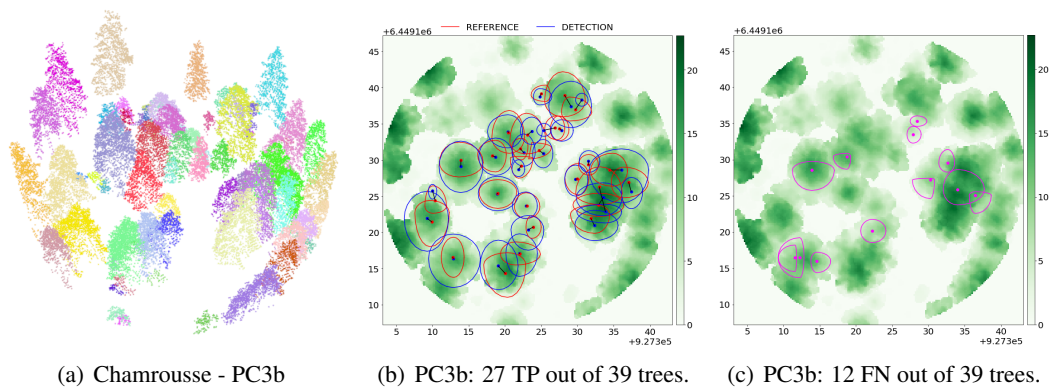 REFERENCE DETECTION
+6.4491e6
45
40
35
30
25
20
15
10
5 10 15 20 25 30 35 40
+9.273e5
20
15
10
5
0
+6.4491e6
45
40
35
30
25
20
15
10
5 10 15 20 25 30 35 40
+9.273e5
20
15
10
5
0
(a) Chamrousse - PC3b
(b) PC3b: 27 TP out of 39 trees.
(c) PC3b: 12 FN out of 39 trees.